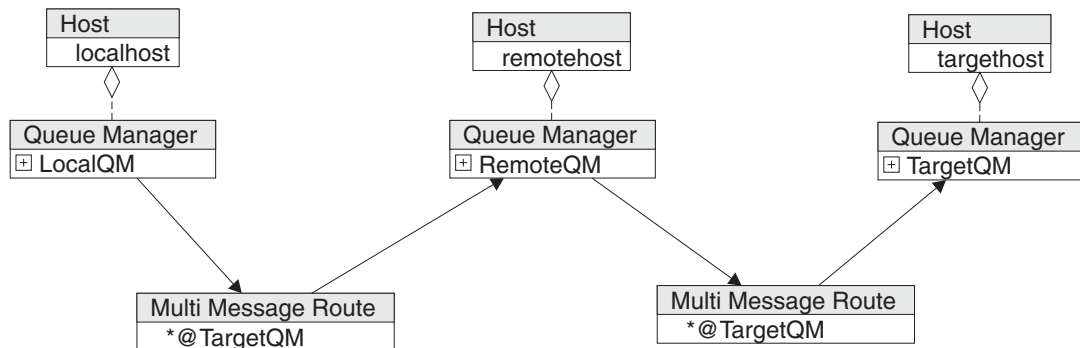 Host
localhost
Host
remotehost
Host
targethost
Queue Manager
LocalQM
Queue Manager
RemoteQM
Queue Manager
TargetQM
Multi Message Route
*@TargetQM
Multi Message Route
*@TargetQM